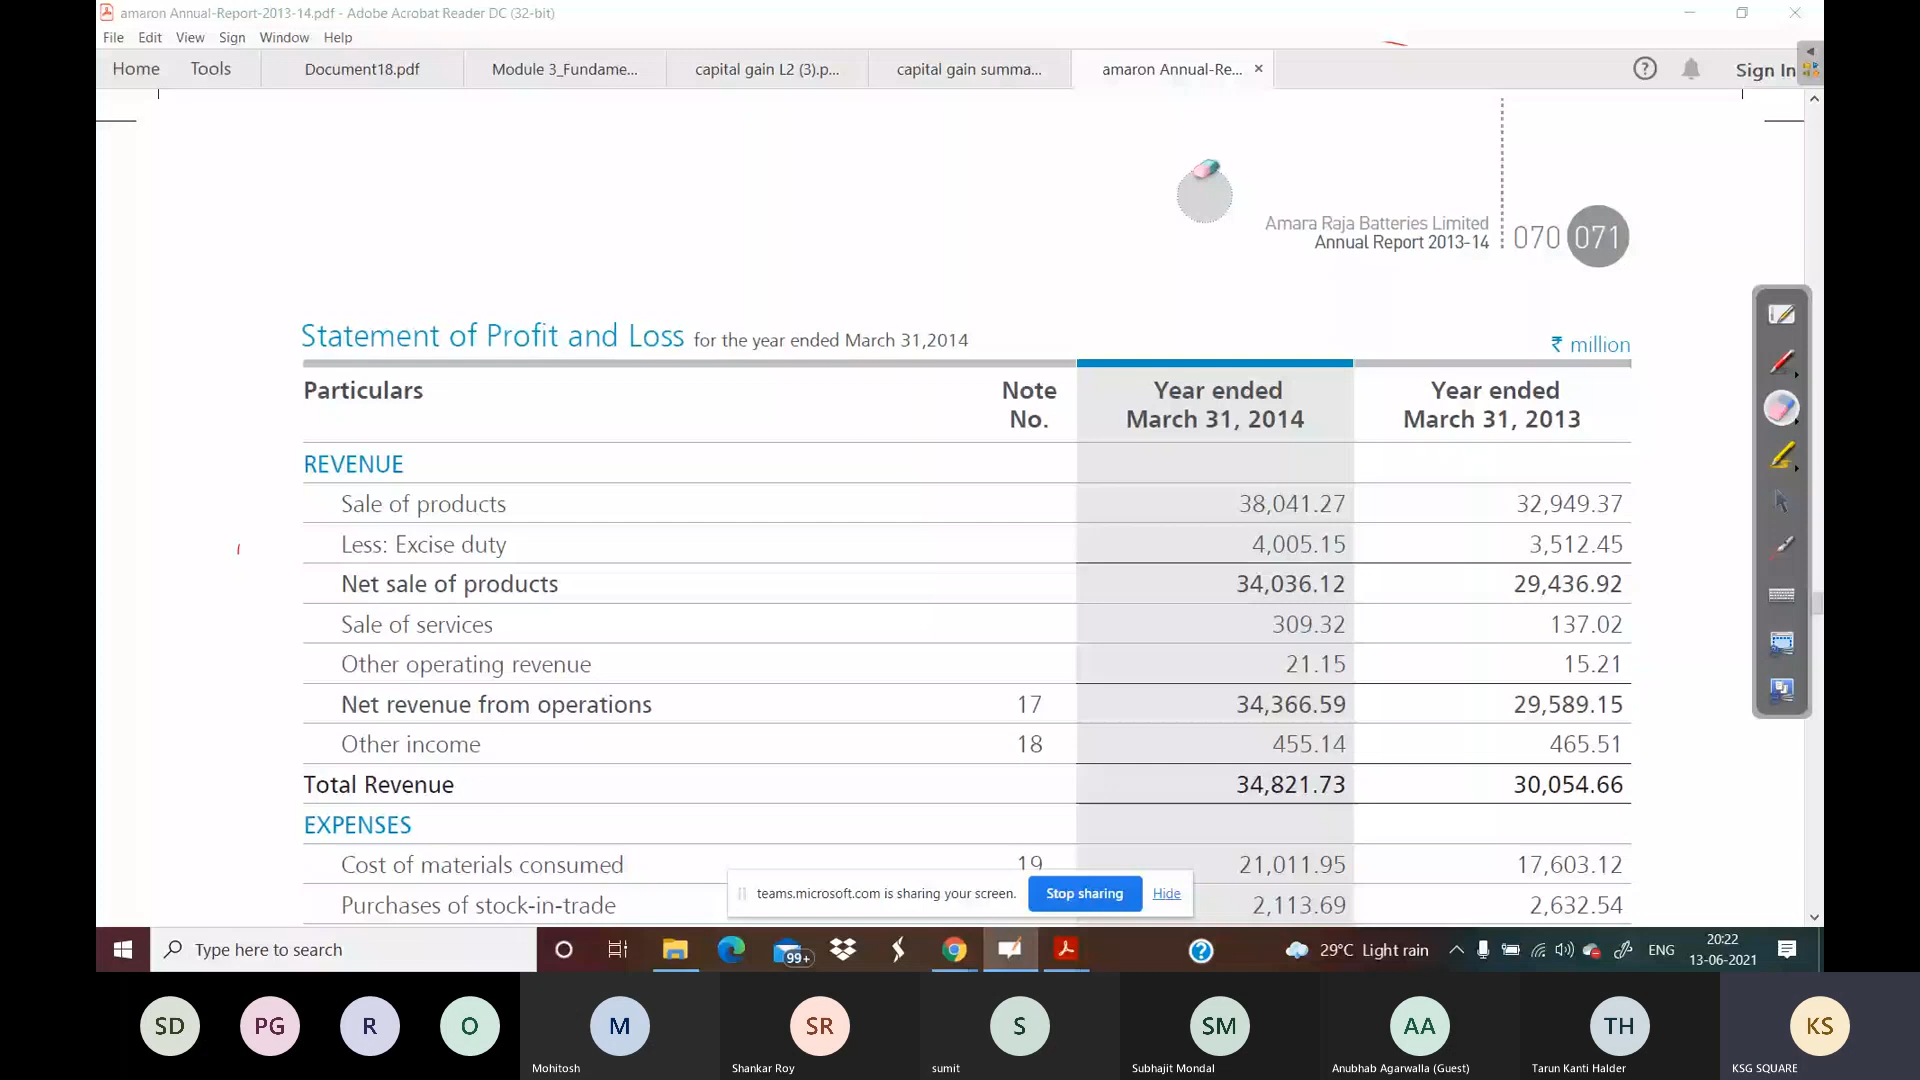 amaron Annual-Report-2013-14.pdf - Adobe Acrobat Reader DC (32-bit)
File Edit View Sign Window Help
Home Tools Document18.pdf Module 3_Fundame... capital gain L2 (3).p... capital gain summa... amaron Annual-Re... × Sign In
Amara Raja Batteries Limited
Annual Report 2013-14
070 071
Statement of Profit and Loss for the year ended March 31,2014
₹ million
Particulars Note No. Year ended March 31, 2014 Year ended March 31, 2013
REVENUE
Sale of products 38,041.27 32,949.37
Less: Excise duty 4,005.15 3,512.45
Net sale of products 34,036.12 29,436.92
Sale of services 309.32 137.02
Other operating revenue 21.15 15.21
Net revenue from operations 17 34,366.59 29,589.15
Other income 18 455.14 465.51
Total Revenue 34,821.73 30,054.66
EXPENSES
Cost of materials consumed 19 21,011.95 17,603.12
Purchases of stock-in-trade 2,113.69 2,632.54
teams.microsoft.com is sharing your screen. Stop sharing Hide
Type here to search 99+ 29°C Light rain ENG 20:22
13-06-2021
SD PG R O M SR S SM AA TH KS
Mohitosh Shankar Roy sumit Subhajit Mondal Anubhab Agarwalla (Guest) Tarun Kanti Halder KSG SQUARE